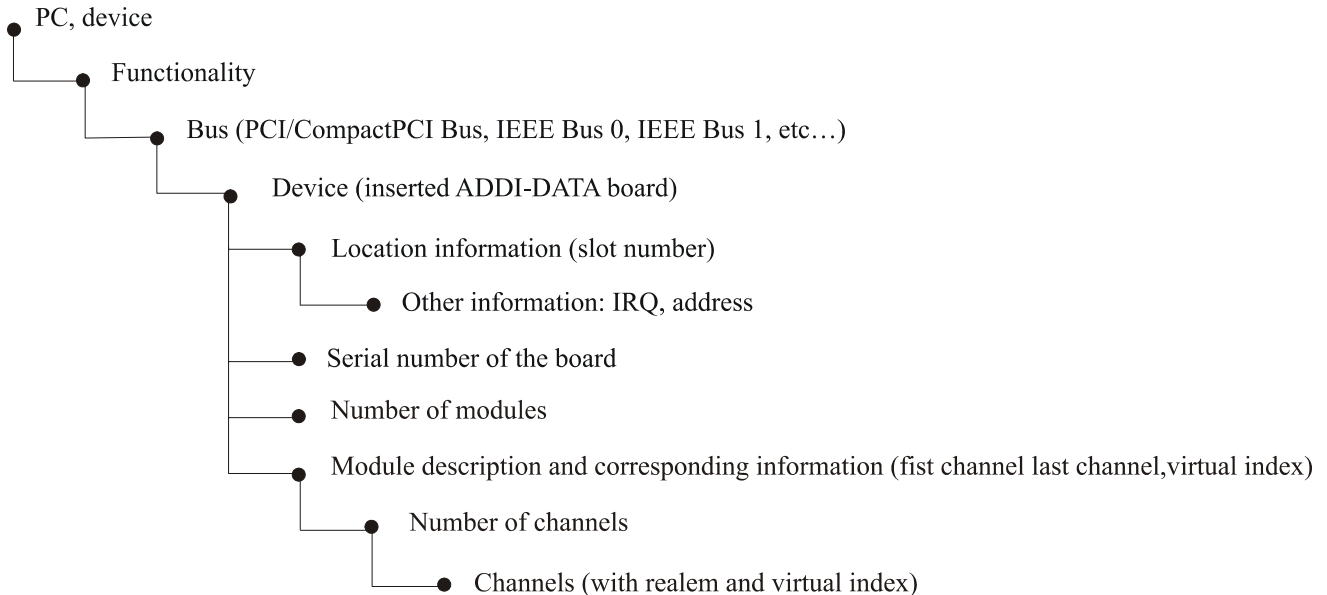 PC, device
Functionality
Bus (PCI/CompactPCI Bus, IEEE Bus 0, IEEE Bus 1, etc…)
Device (inserted ADDI-DATA board)
Location information (slot number)
Other information: IRQ, address
Serial number of the board
Number of modules
Module description and corresponding information (fist channel last channel,virtual index)
Number of channels
Channels (with realem and virtual index)